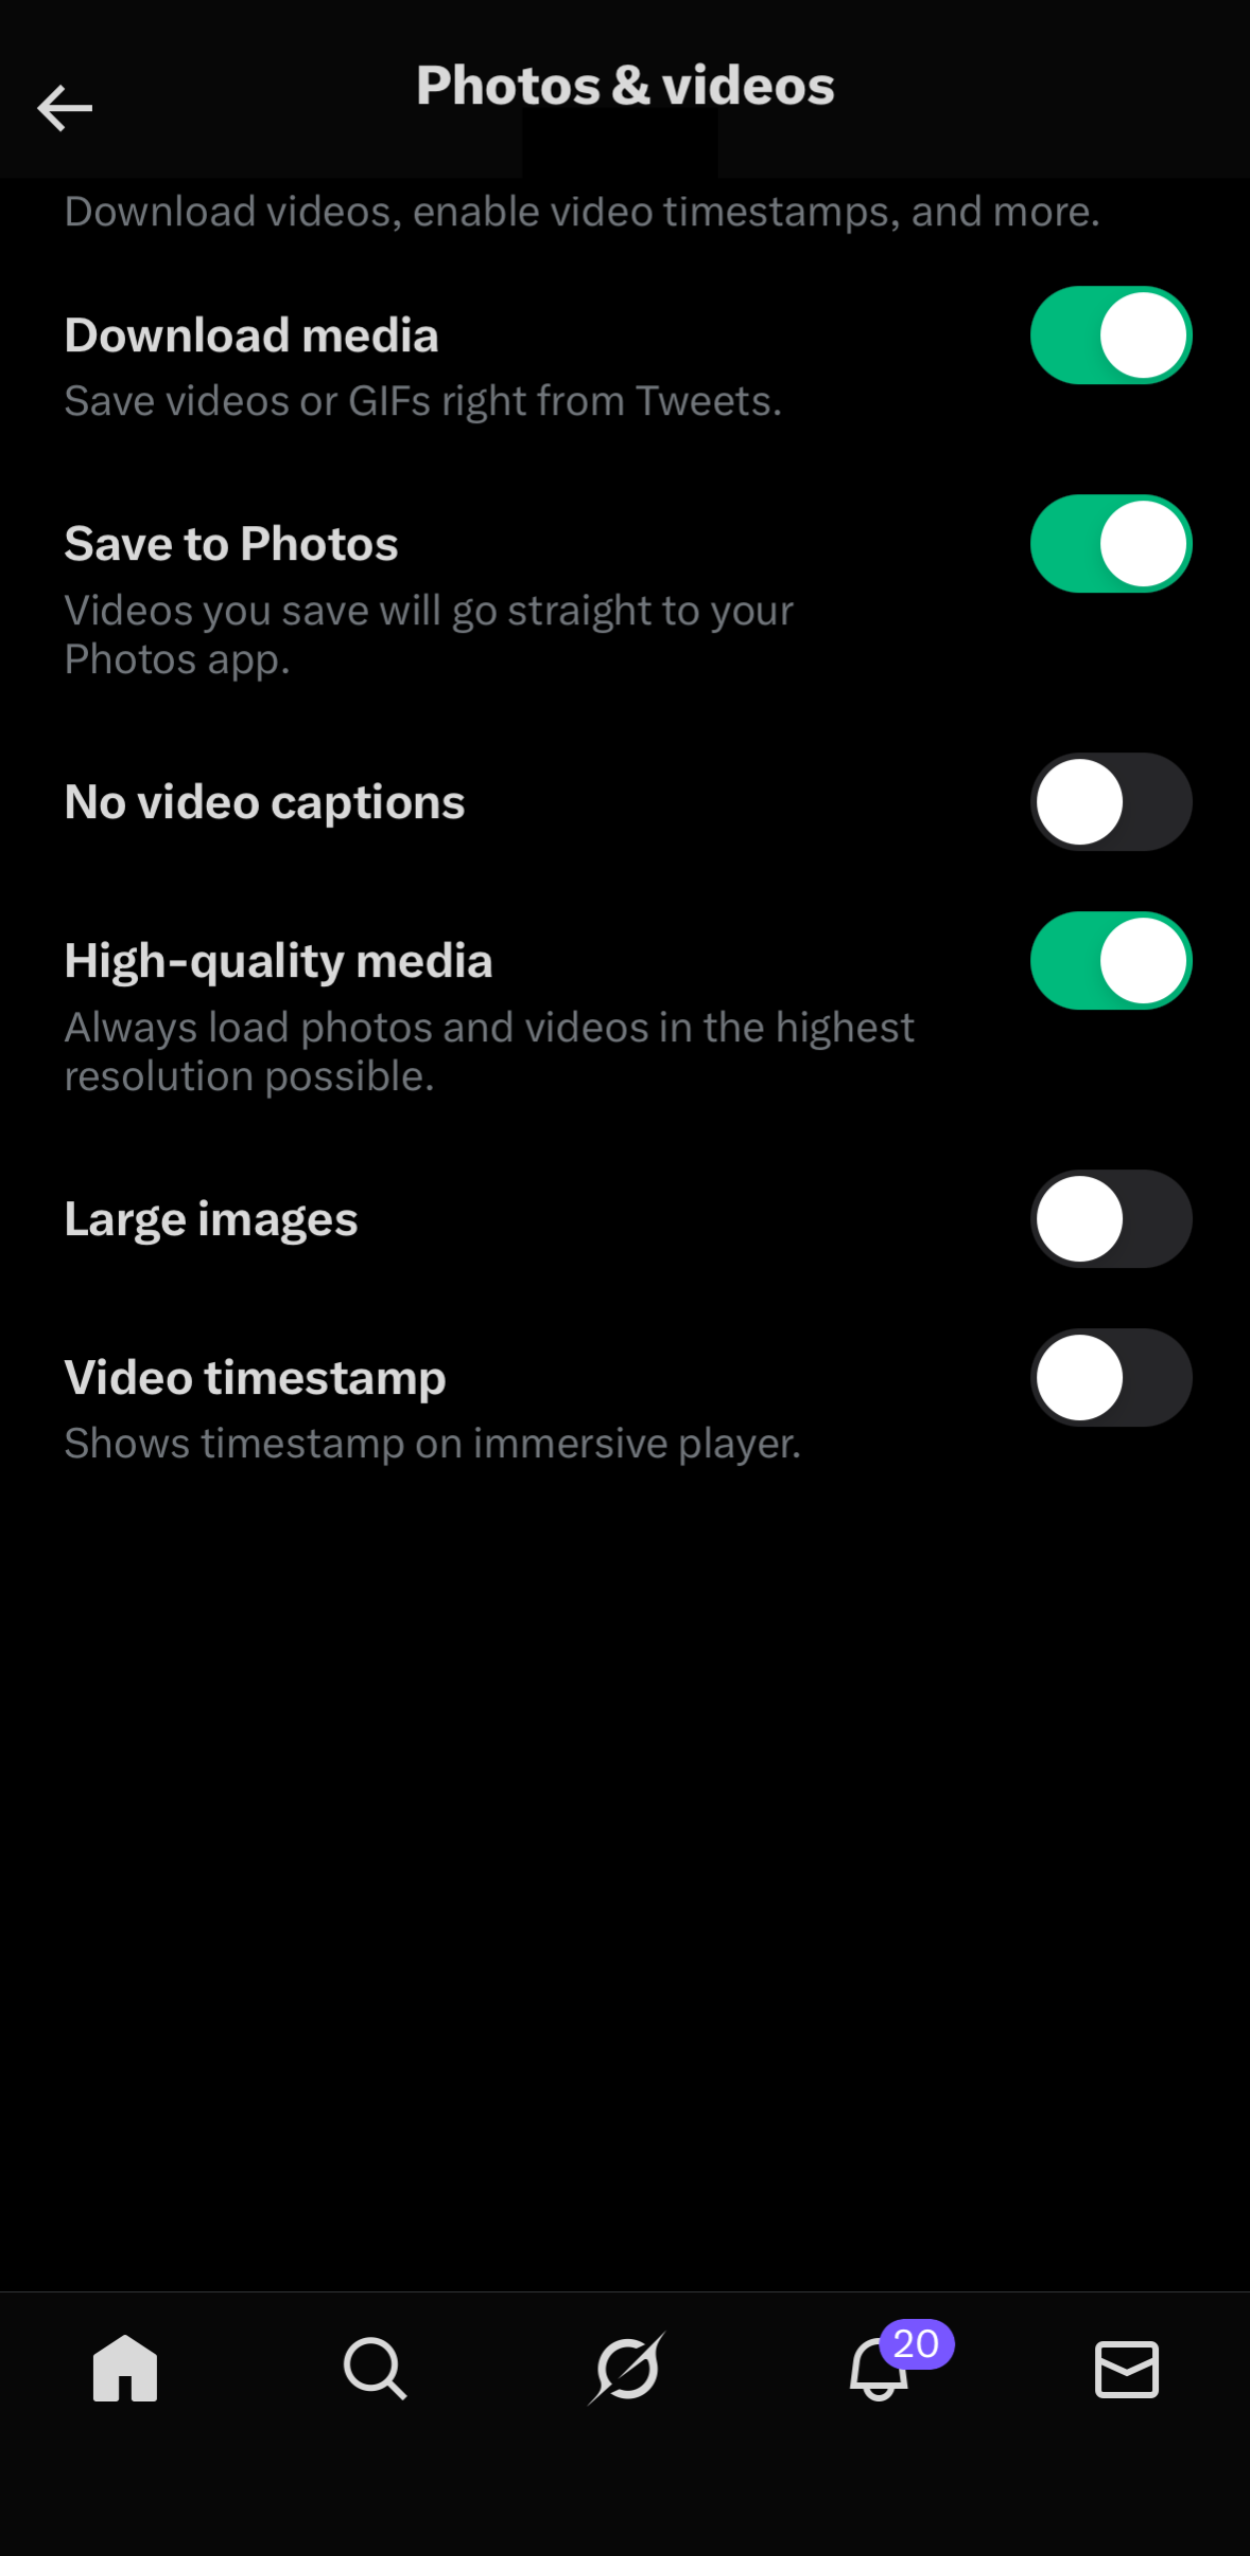 Photos & videos
Download videos, enable video timestamps, and more.
Download media
Save videos or GIFs right from Tweets.
Save to Photos
Videos you save will go straight to your
Photos app.
No video captions
High-quality media
Always load photos and videos in the highest
resolution possible.
Large images
Video timestamp
Shows timestamp on immersive player.
20